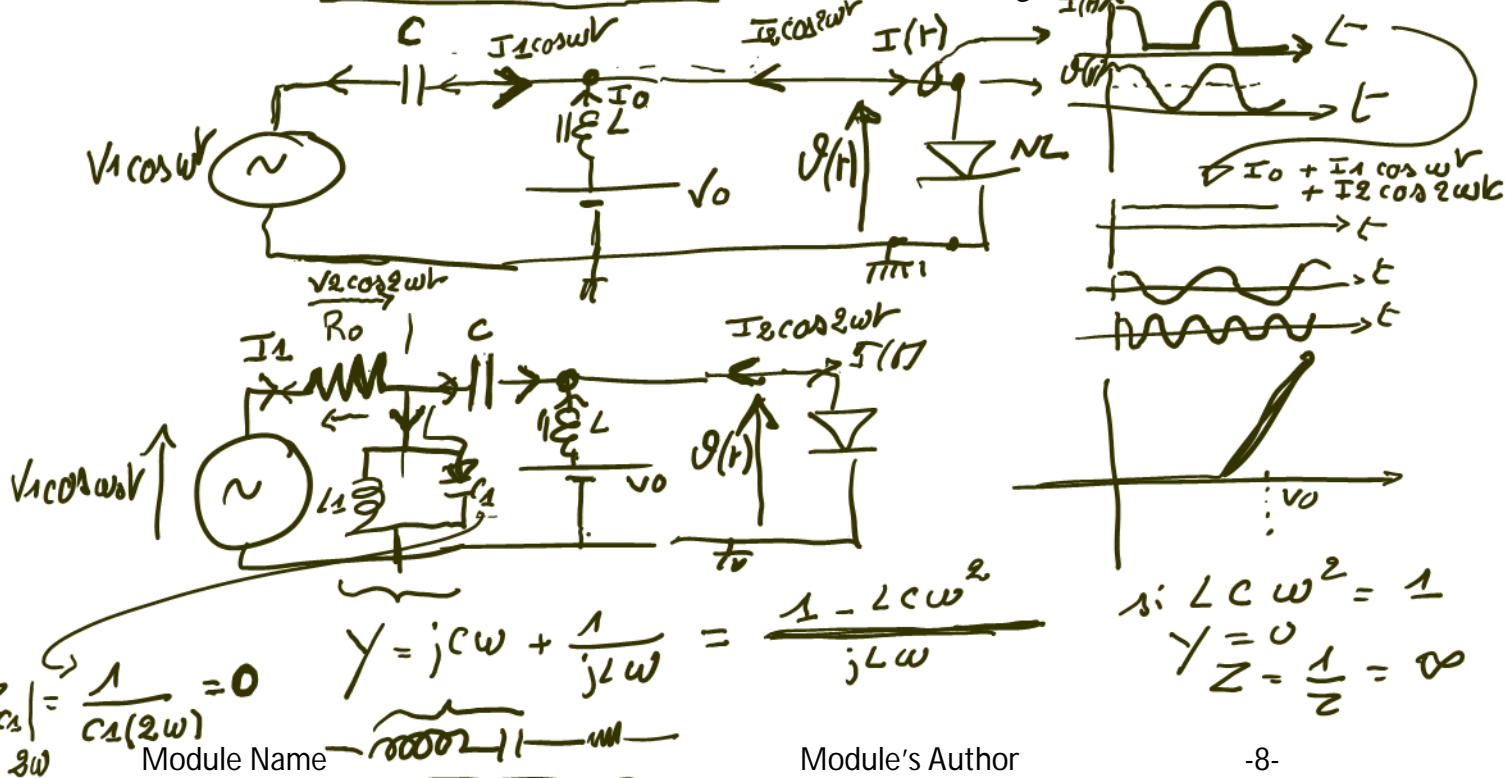 C
I1cosωt
I2cos2ωt
I(t)
I(t)
t
V1cosωt
I0
L
V0
v(t)
NL
v(t)
t
I0 + I1 cosωt
+ I2 cos2ωt
t
t
t
V2cos2ωt
I1
R0
C
I2cos2ωt
I(t)
V1cosω0t
L1
C1
L
V0
v(t)
V0
Y = jCω + 1/jLω = 1 - LCω²/jLω
si LCω² = 1
Y = 0
Z = 1/Z = ∞
2ω = 1/C1(2ω) = 0
Module Name Module's Author -8-